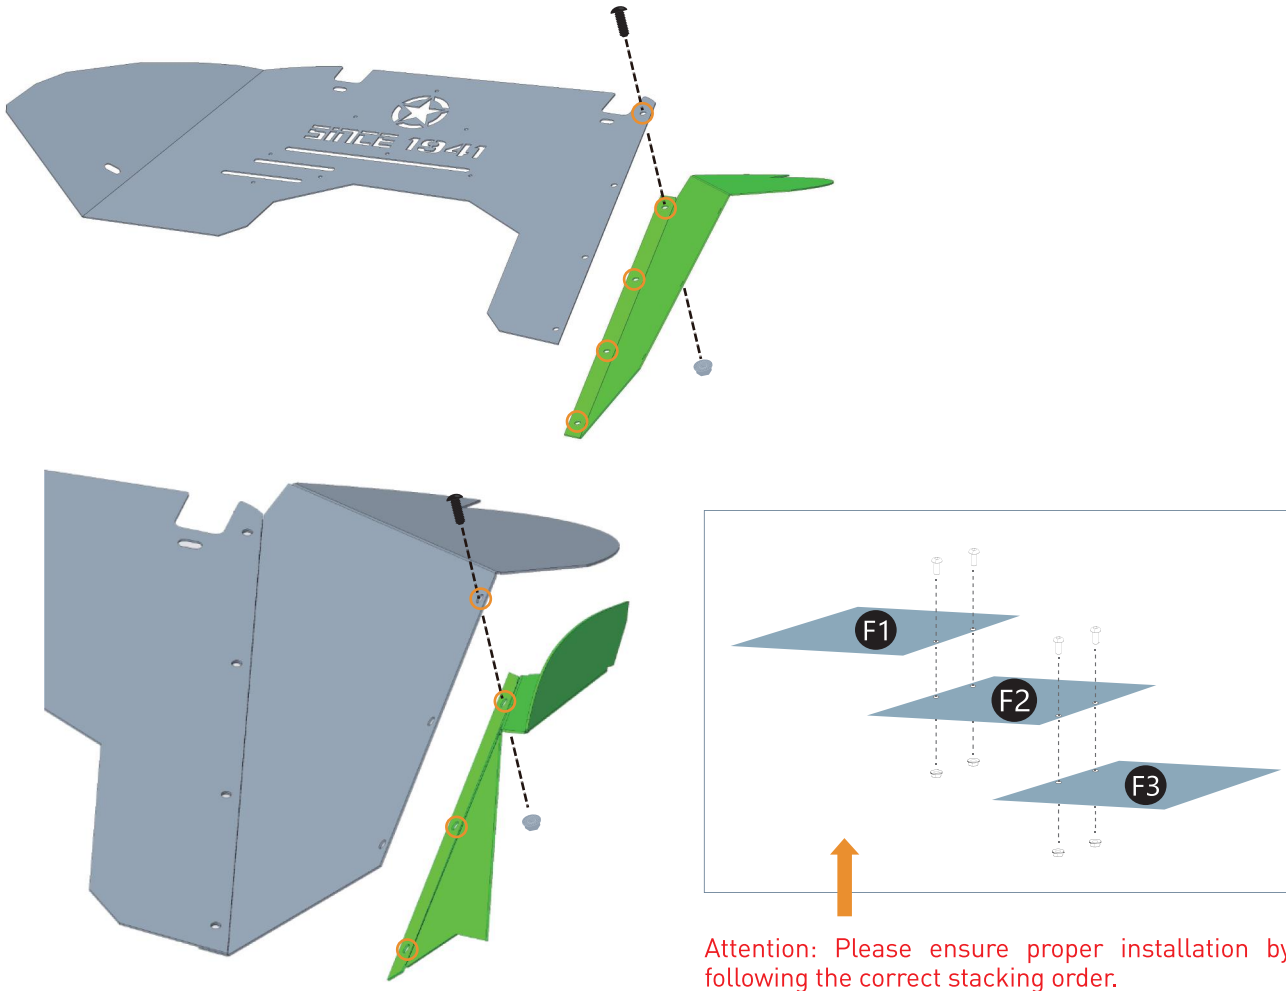 SINCE 1941
F1
F2
F3
Attention: Please ensure proper installation by
following the correct stacking order.